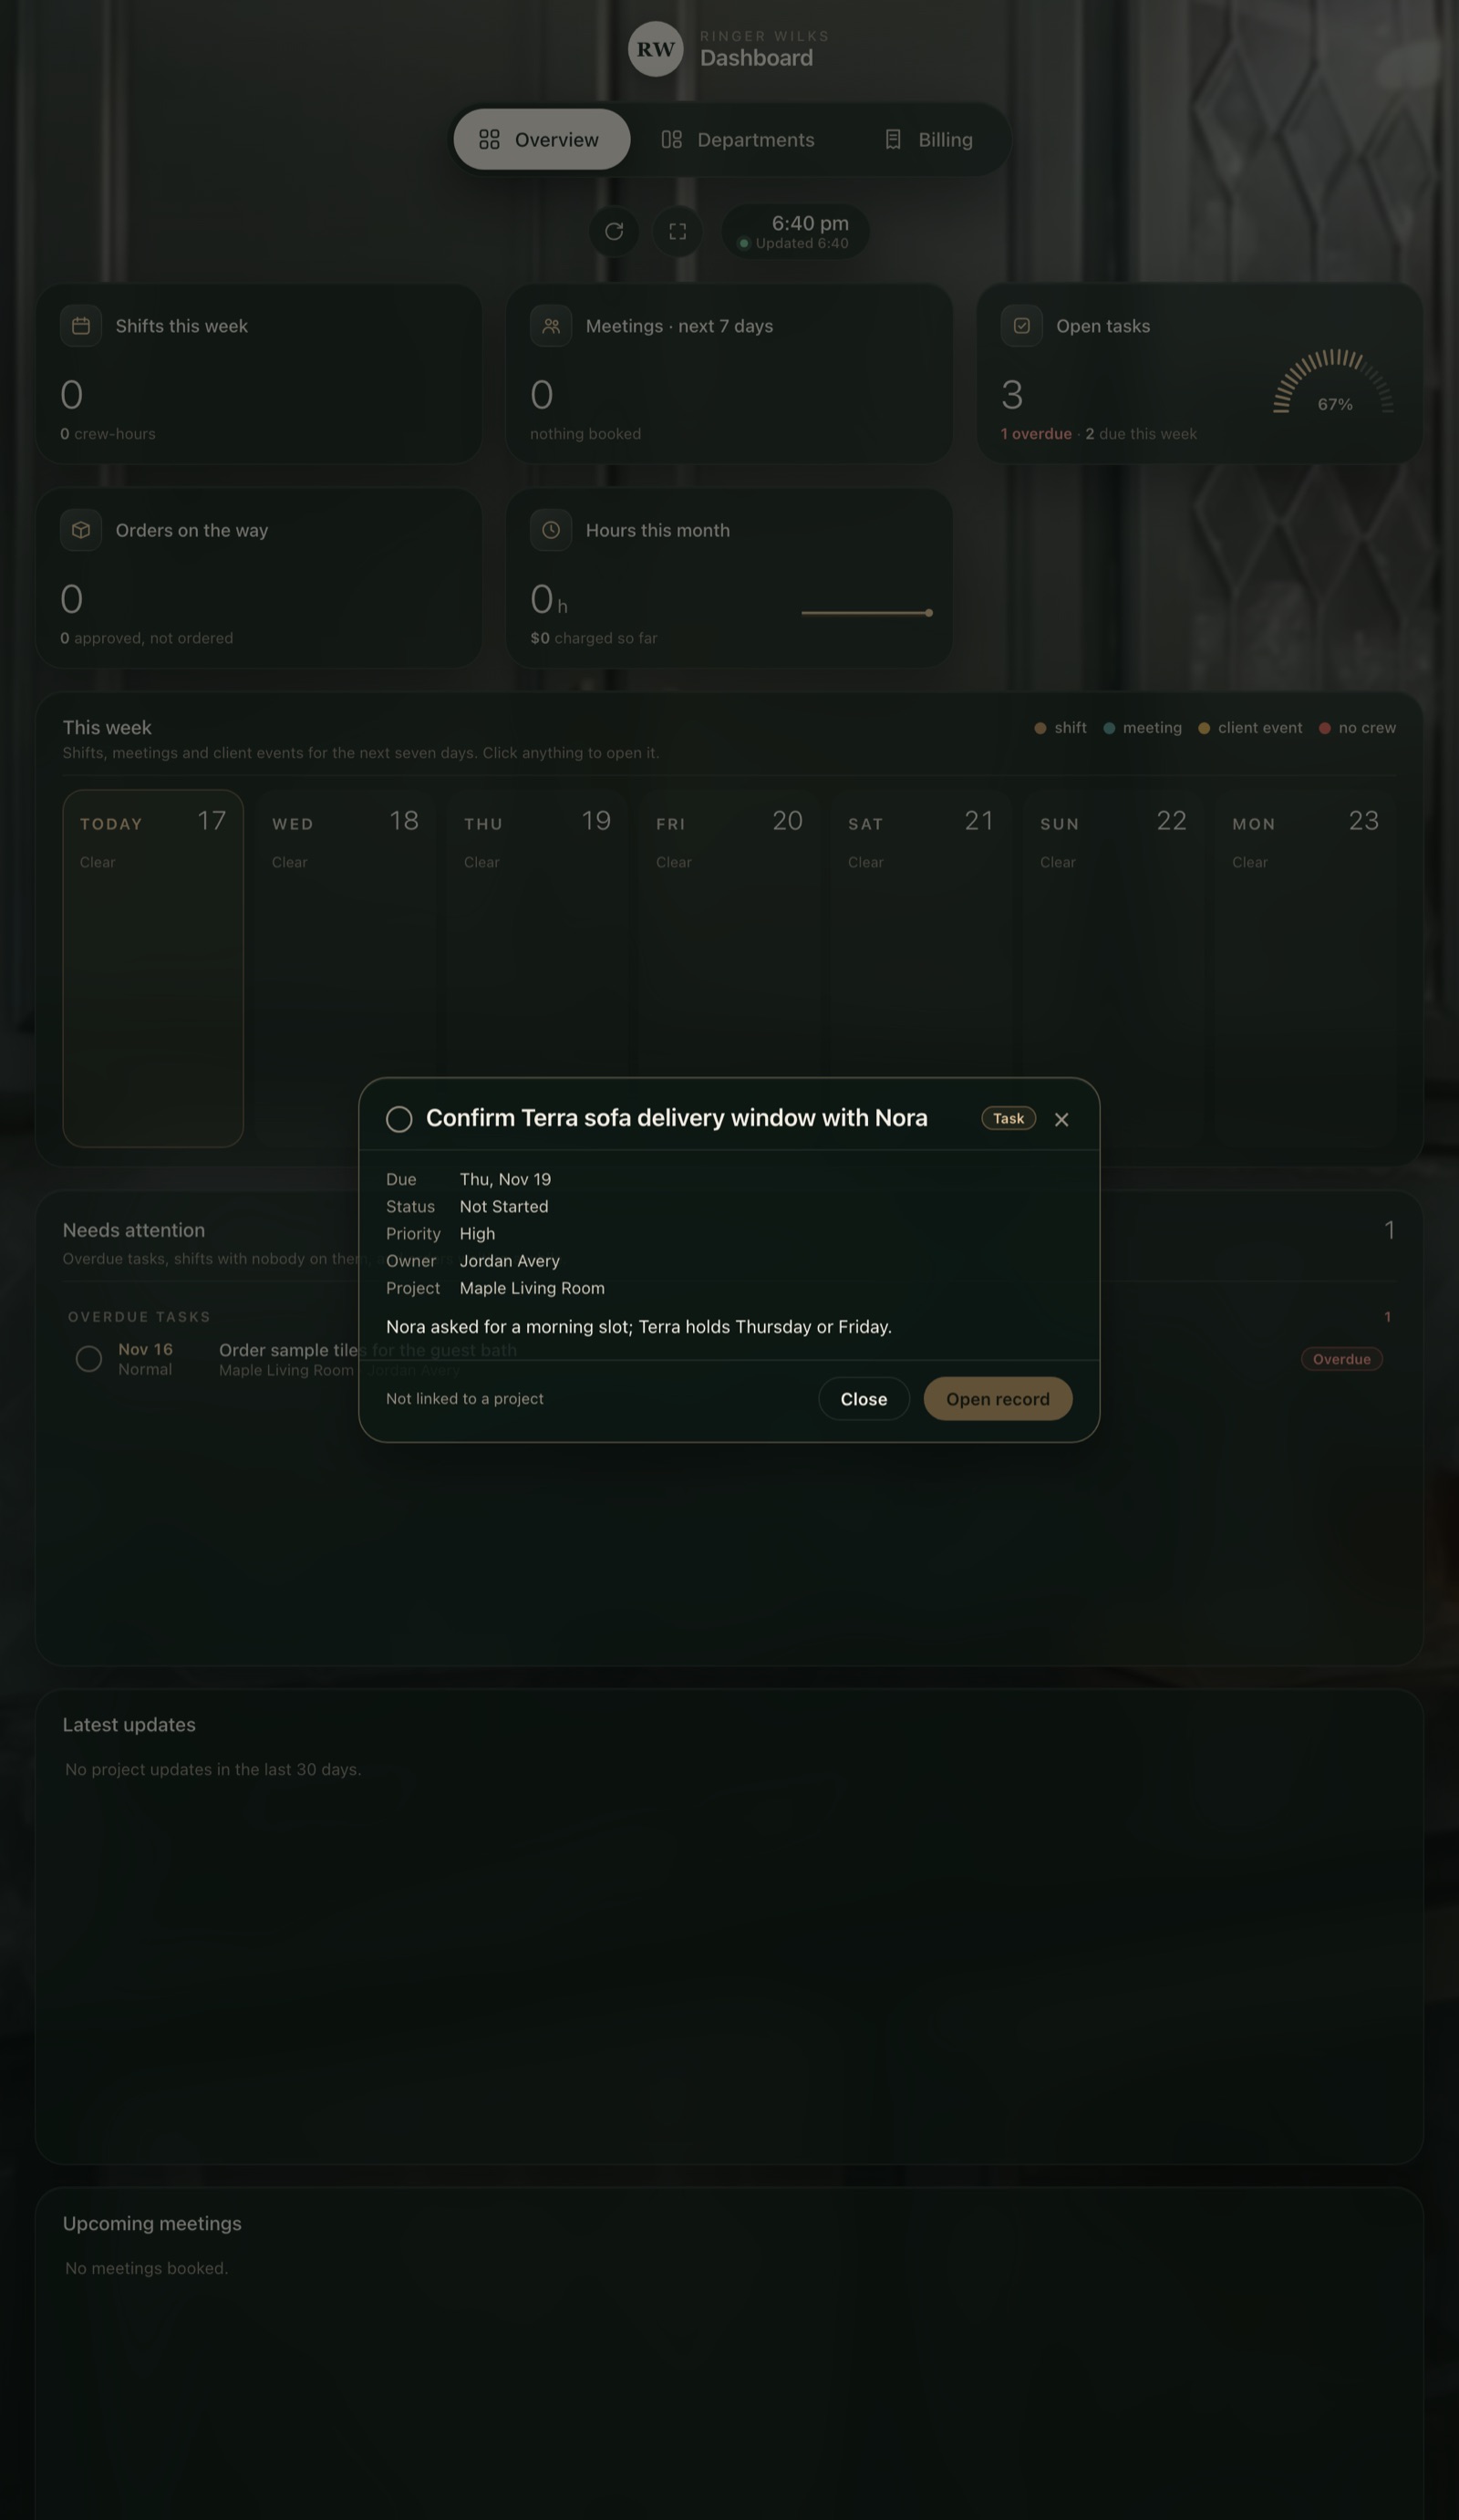 RW
RINGER WILKS
Dashboard
Overview
Departments
Billing
6:40 pm
Updated 6:40
Shifts this week
0
0 crew-hours
Meetings · next 7 days
0
nothing booked
Open tasks
3
67%
1 overdue · 2 due this week
Orders on the way
0
0 approved, not ordered
Hours this month
0 h
$0 charged so far
This week
shift
meeting
client event
no crew
Shifts, meetings and client events for the next seven days. Click anything to open it.
TODAY 17
Clear
WED 18
Clear
THU 19
Clear
FRI 20
Clear
SAT 21
Clear
SUN 22
Clear
MON 23
Clear
Confirm Terra sofa delivery window with Nora
Task
Due Thu, Nov 19
Status Not Started
Priority High
Owner Jordan Avery
Project Maple Living Room
Nora asked for a morning slot; Terra holds Thursday or Friday.
Not linked to a project
Close
Open record
Needs attention
1
Overdue tasks, shifts with nobody on them,
OVERDUE TASKS
1
Nov 16
Normal
Order sample tiles for the guest bath
Maple Living Room · Jordan Avery
Overdue
Latest updates
No project updates in the last 30 days.
Upcoming meetings
No meetings booked.